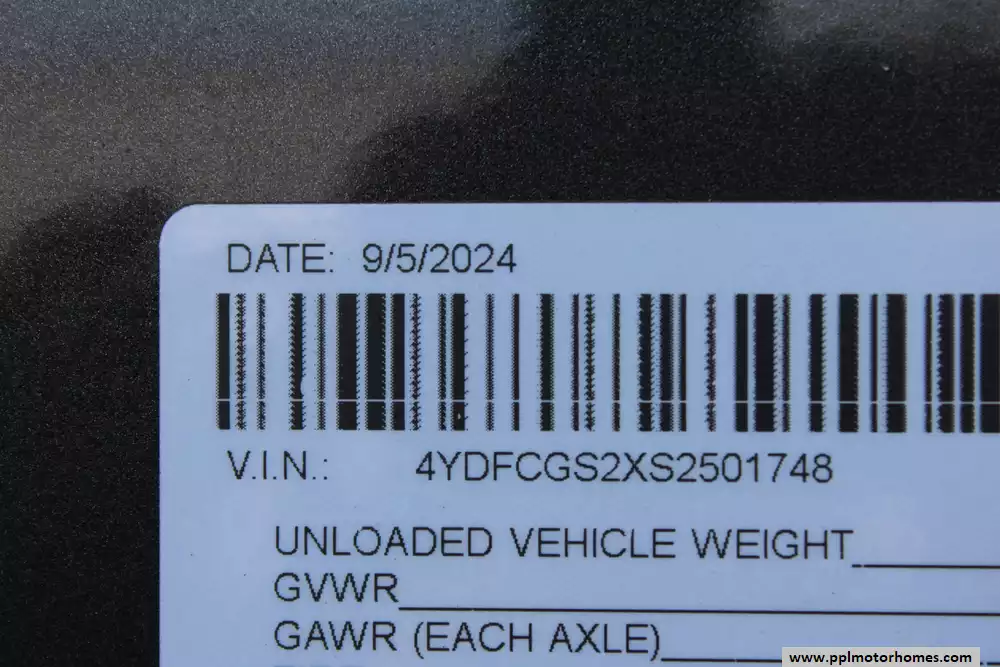 DATE: 9/5/2024
V.I.N.: 4YDFCGS2XS2501748
UNLOADED VEHICLE WEIGHT
GVWR
GAWR (EACH AXLE)
www.pplmotorhomes.com